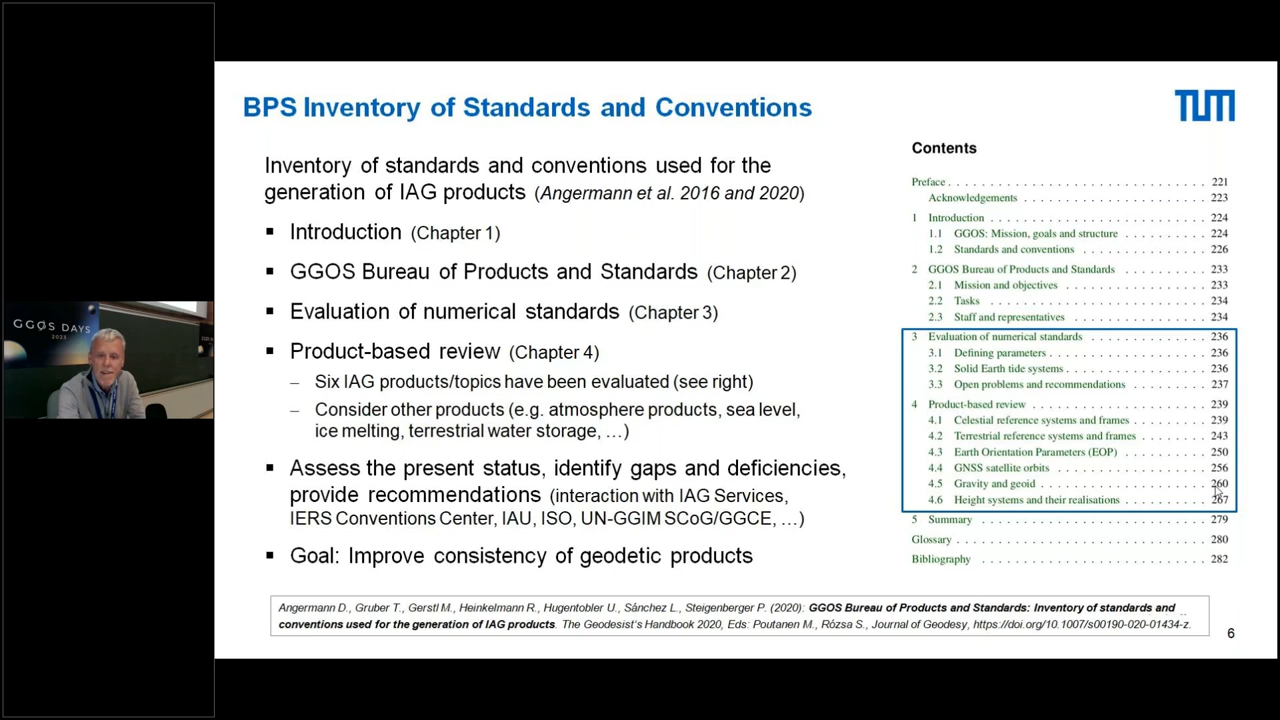 BPS Inventory of Standards and Conventions
TUM
Inventory of standards and conventions used for the
generation of IAG products (Angermann et al. 2016 and 2020)
▪ Introduction (Chapter 1)
▪ GGOS Bureau of Products and Standards (Chapter 2)
▪ Evaluation of numerical standards (Chapter 3)
▪ Product-based review (Chapter 4)
– Six IAG products/topics have been evaluated (see right)
– Consider other products (e.g. atmosphere products, sea level,
ice melting, terrestrial water storage, …)
▪ Assess the present status, identify gaps and deficiencies,
provide recommendations (interaction with IAG Services,
IERS Conventions Center, IAU, ISO, UN-GGIM SCoG/GGCE, …)
▪ Goal: Improve consistency of geodetic products
Contents
Preface . . . . . . . . . . 221
Acknowledgements . . . . . . . . . . 223
1 Introduction . . . . . . . . . . 224
1.1 GGOS: Mission, goals and structure . . . . . . . . . . 224
1.2 Standards and conventions . . . . . . . . . . 226
2 GGOS Bureau of Products and Standards . . . . . . . . . . 233
2.1 Mission and objectives . . . . . . . . . . 233
2.2 Tasks . . . . . . . . . . 234
2.3 Staff and representatives . . . . . . . . . . 234
3 Evaluation of numerical standards . . . . . . . . . . 236
3.1 Defining parameters . . . . . . . . . . 236
3.2 Solid Earth tide systems . . . . . . . . . . 236
3.3 Open problems and recommendations . . . . . . . . . . 237
4 Product-based review . . . . . . . . . . 239
4.1 Celestial reference systems and frames . . . . . . . . . . 239
4.2 Terrestrial reference systems and frames . . . . . . . . . . 243
4.3 Earth Orientation Parameters (EOP) . . . . . . . . . . 250
4.4 GNSS satellite orbits . . . . . . . . . . 256
4.5 Gravity and geoid . . . . . . . . . . 260
4.6 Height systems and their realisations . . . . . . . . . . 267
5 Summary . . . . . . . . . . 279
Glossary . . . . . . . . . . 280
Bibliography . . . . . . . . . . 282
Angermann D., Gruber T., Gerstl M., Heinkelmann R., Hugentobler U., Sánchez L., Steigenberger P. (2020): GGOS Bureau of Products and Standards: Inventory of standards and
conventions used for the generation of IAG products. The Geodesist's Handbook 2020, Eds: Poutanen M., Rózsa S., Journal of Geodesy, https://doi.org/10.1007/s00190-020-01434-z.
6
GGOS DAYS
2023